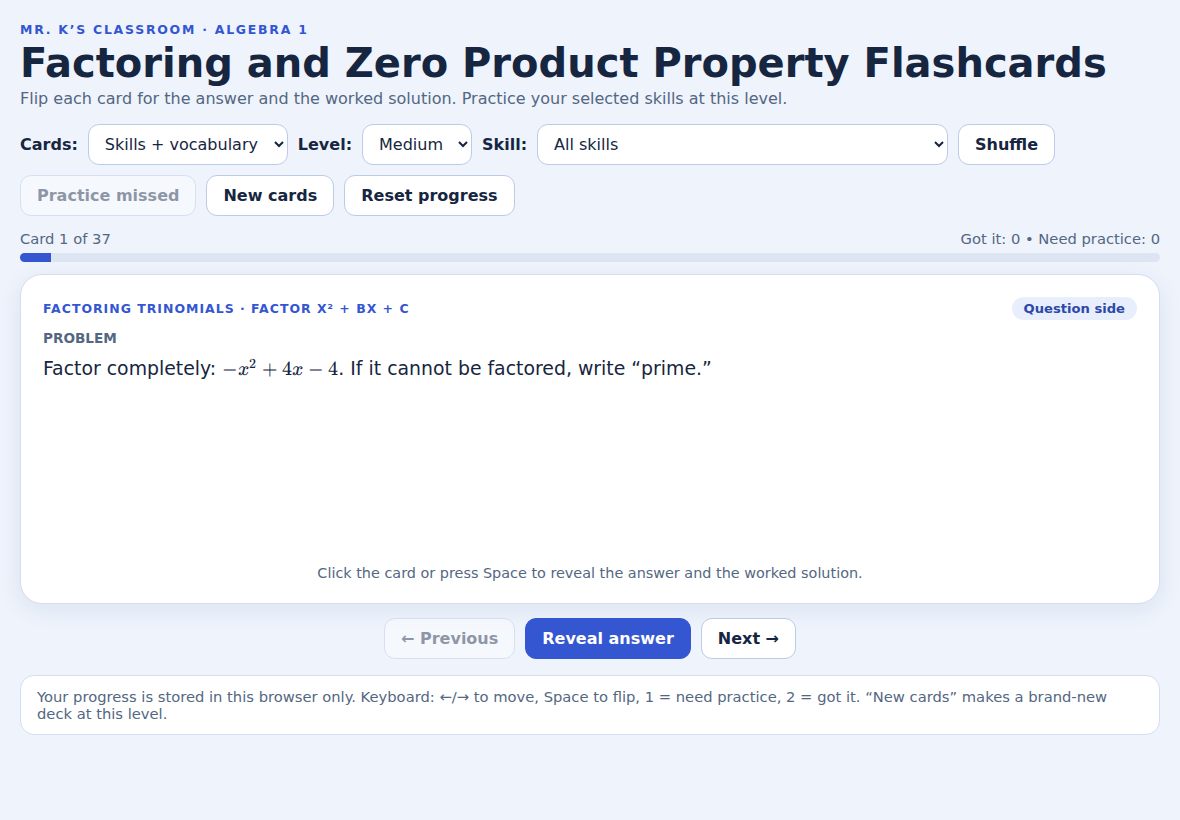 MR. K’S CLASSROOM · ALGEBRA 1
Factoring and Zero Product Property Flashcards
Flip each card for the answer and the worked solution. Practice your selected skills at this level.
Cards: Skills + vocabulary Level: Medium Skill: All skills Shuffle
Practice missed New cards Reset progress
Card 1 of 37 Got it: 0 • Need practice: 0
FACTORING TRINOMIALS · FACTOR X² + BX + C Question side
PROBLEM
Factor completely: −x² + 4x − 4. If it cannot be factored, write “prime.”
Click the card or press Space to reveal the answer and the worked solution.
← Previous Reveal answer Next →
Your progress is stored in this browser only. Keyboard: ←/→ to move, Space to flip, 1 = need practice, 2 = got it. “New cards” makes a brand-new
deck at this level.